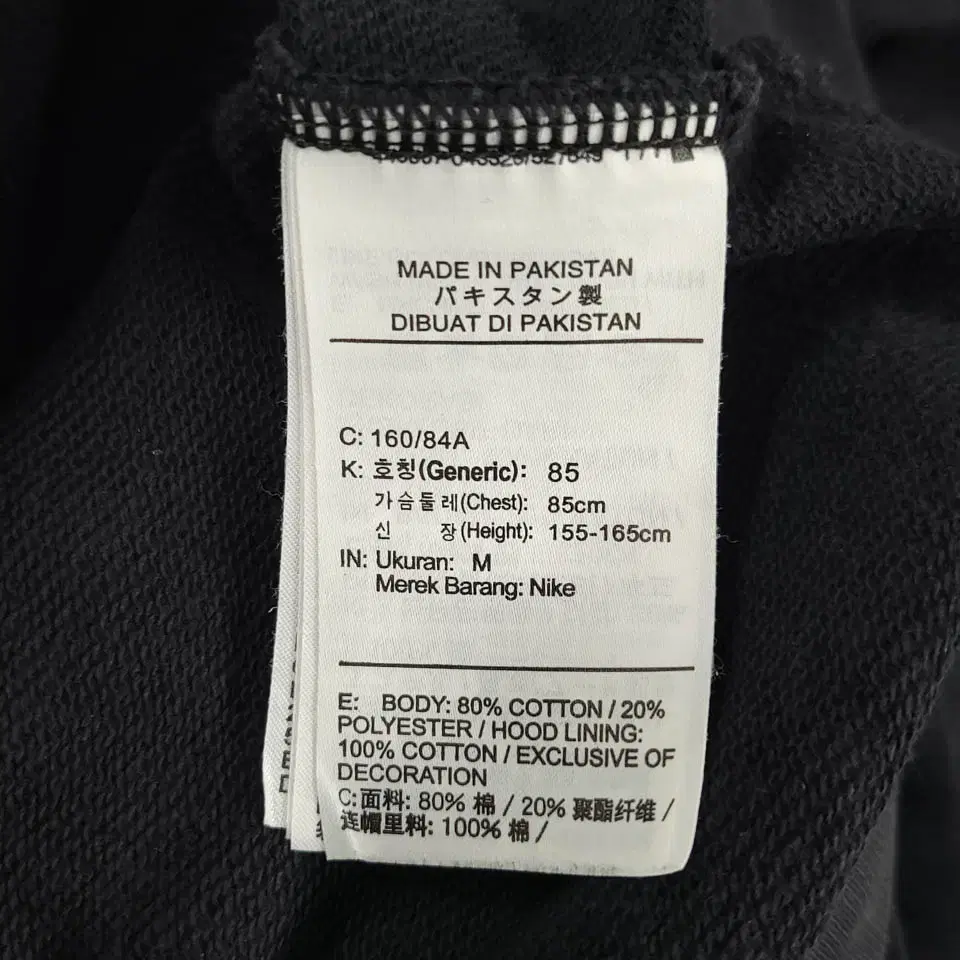 MADE IN PAKISTAN
パキスタン製
DIBUAT DI PAKISTAN
C: 160/84A
K: 호칭(Generic): 85
가슴둘레(Chest): 85cm
신 장(Height): 155-165cm
IN: Ukuran: M
Merek Barang: Nike
E: BODY: 80% COTTON / 20%
POLYESTER / HOOD LINING:
100% COTTON / EXCLUSIVE OF
DECORATION
C:面料: 80% 棉 / 20% 聚酯纤维 /
连帽里料: 100% 棉 /